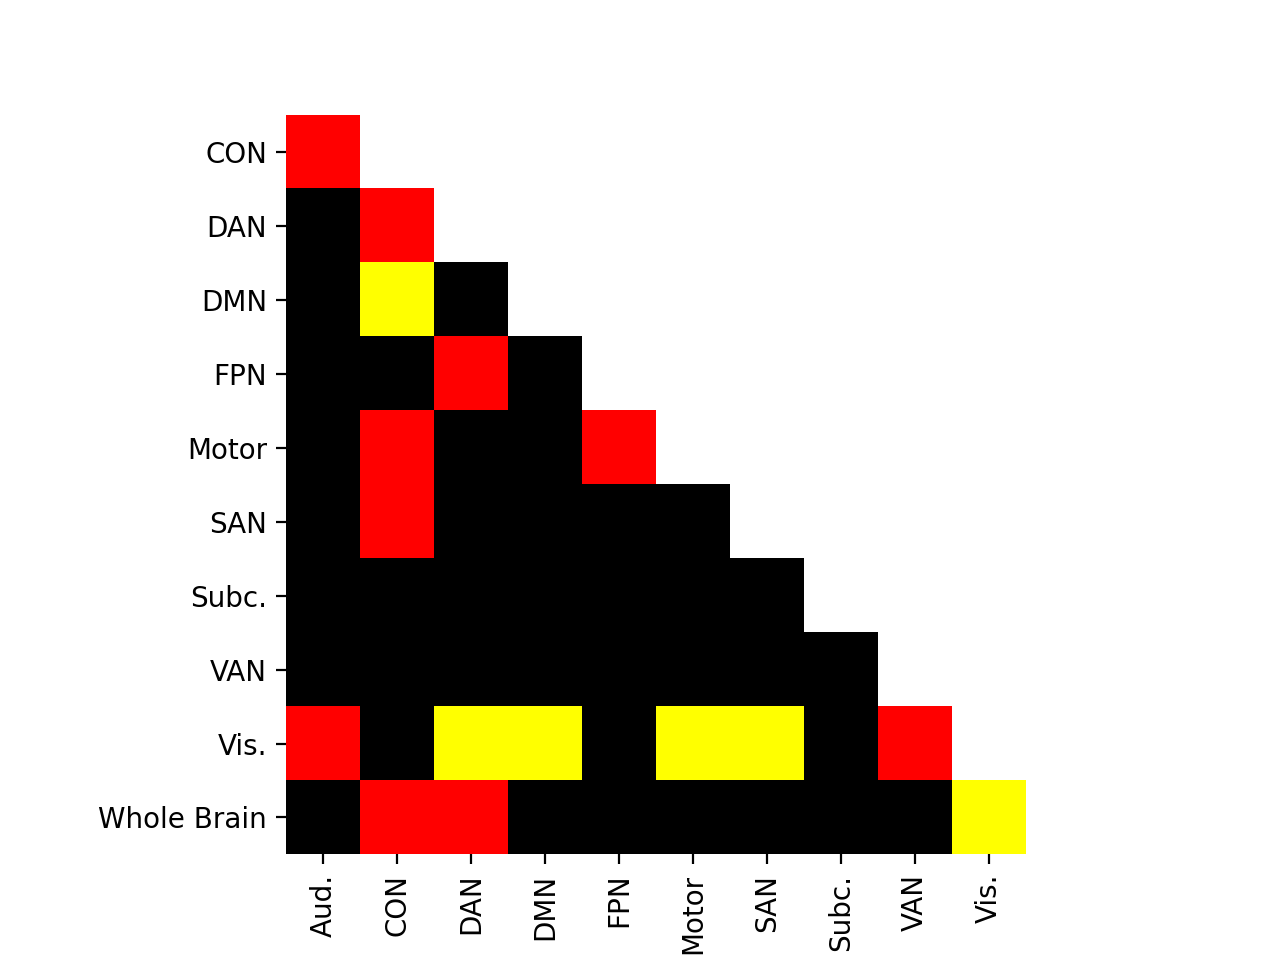 CON
DAN
DMN
FPN
Motor
SAN
Subc.
VAN
Vis.
Whole Brain
Aud.
CON
DAN
DMN
FPN
Motor
SAN
Subc.
VAN
Vis.